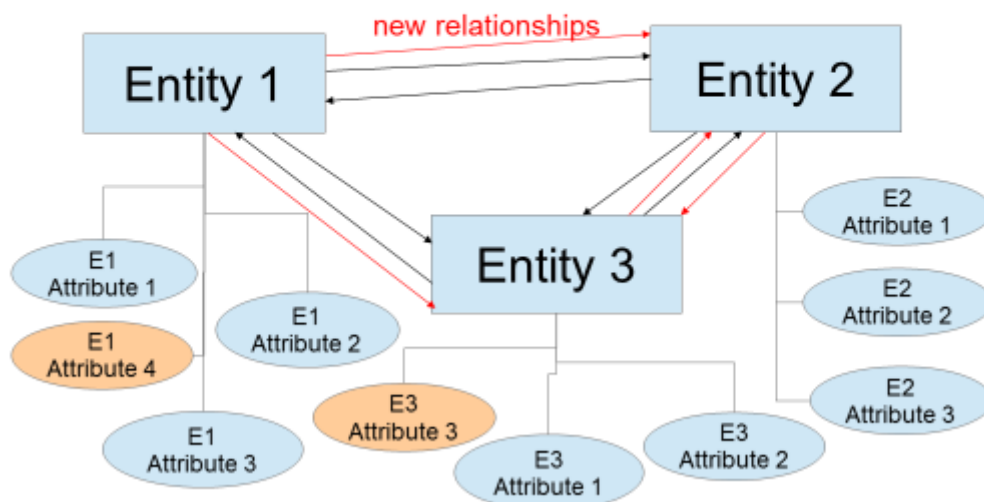 new relationships
Entity 1
Entity 2
Entity 3
E1
Attribute 1
E1
Attribute 2
E1
Attribute 4
E1
Attribute 3
E3
Attribute 3
E3
Attribute 1
E3
Attribute 2
E2
Attribute 1
E2
Attribute 2
E2
Attribute 3